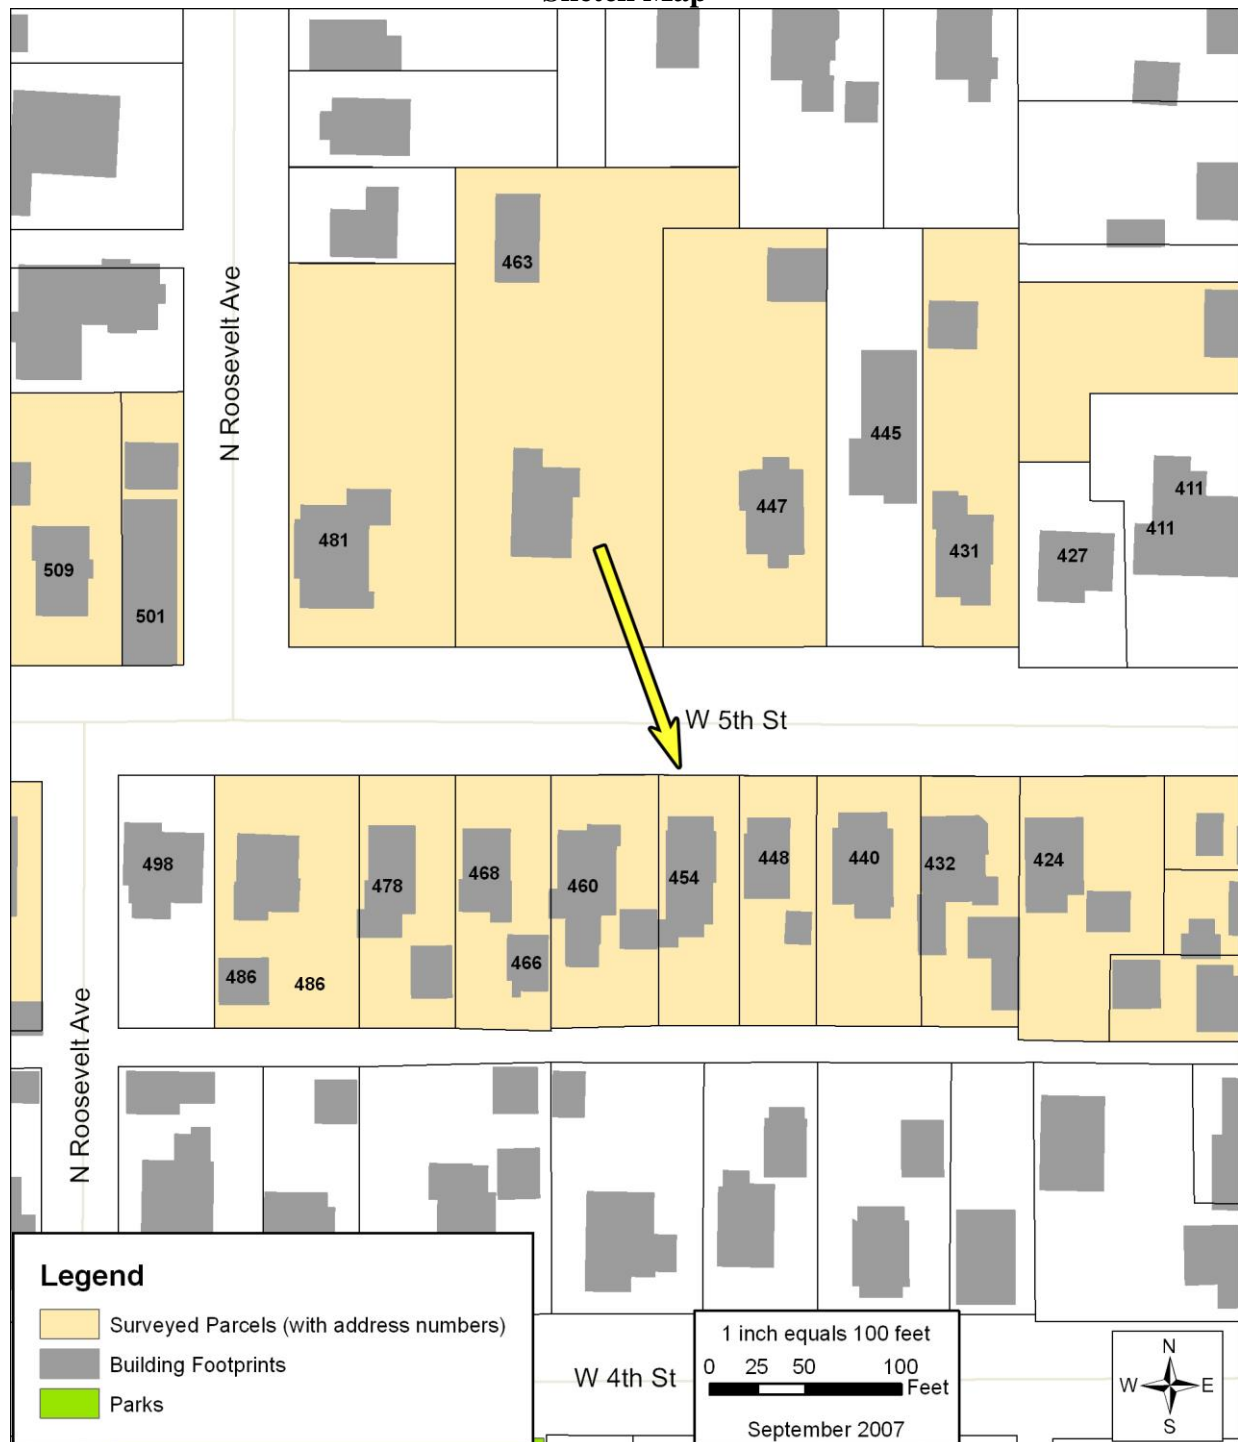 Sketch Map
463
N Roosevelt Ave
445
411
447
481
411
431
427
509
501
W 5th St
498
468
448
440
432
424
478
460
454
466
486
486
N Roosevelt Ave
Legend
Surveyed Parcels (with address numbers)
Building Footprints
Parks
W 4th St
1 inch equals 100 feet
0 25 50 100
Feet
September 2007
N
W E
S